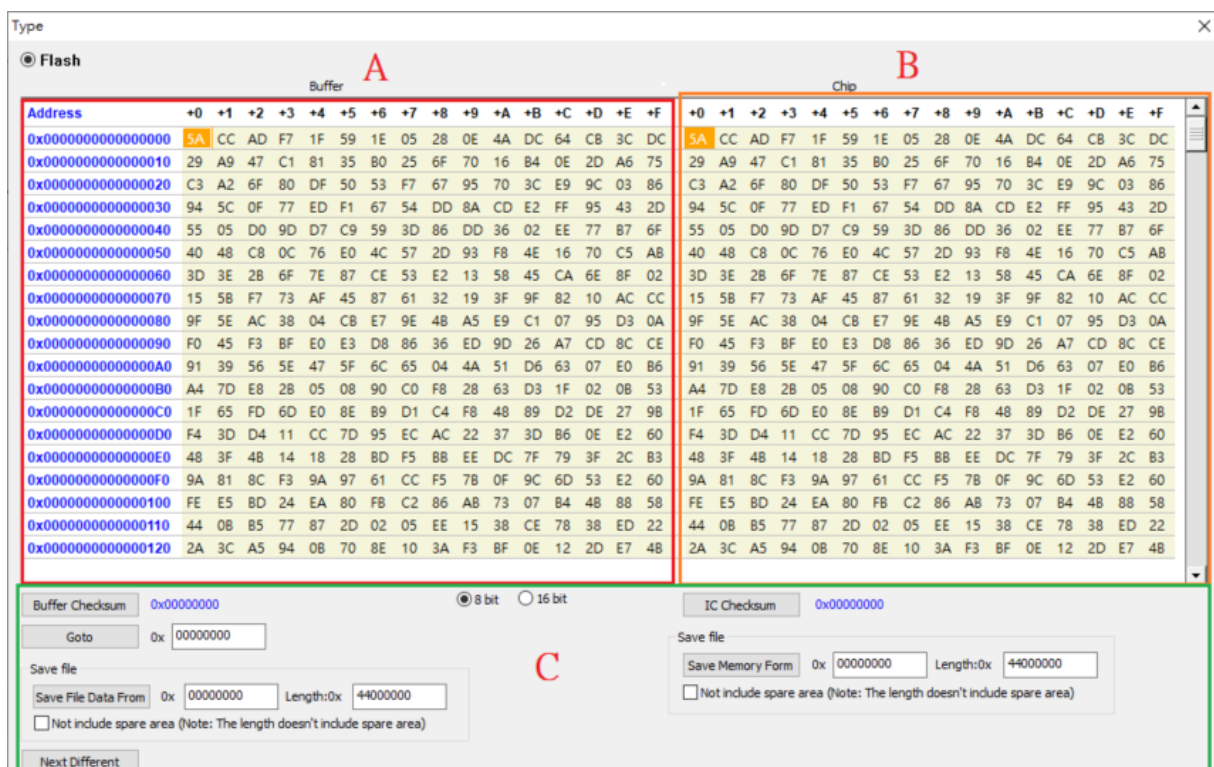 Type
Flash
A
B
Buffer
Chip
Address +0 +1 +2 +3 +4 +5 +6 +7 +8 +9 +A +B +C +D +E +F +0 +1 +2 +3 +4 +5 +6 +7 +8 +9 +A +B +C +D +E +F
0x0000000000000000 5A CC AD F7 1F 59 1E 05 28 0E 4A DC 64 CB 3C DC 5A CC AD F7 1F 59 1E 05 28 0E 4A DC 64 CB 3C DC
0x0000000000000010 29 A9 47 C1 81 35 B0 25 6F 70 16 B4 0E 2D A6 75 29 A9 47 C1 81 35 B0 25 6F 70 16 B4 0E 2D A6 75
0x0000000000000020 C3 A2 6F 80 DF 50 53 F7 67 95 70 3C E9 9C 03 86 C3 A2 6F 80 DF 50 53 F7 67 95 70 3C E9 9C 03 86
0x0000000000000030 94 5C 0F 77 ED F1 67 54 DD 8A CD E2 FF 95 43 2D 94 5C 0F 77 ED F1 67 54 DD 8A CD E2 FF 95 43 2D
0x0000000000000040 55 05 D0 9D D7 C9 59 3D 86 DD 36 02 EE 77 B7 6F 55 05 D0 9D D7 C9 59 3D 86 DD 36 02 EE 77 B7 6F
0x0000000000000050 40 48 C8 0C 76 E0 4C 57 2D 93 F8 4E 16 70 C5 AB 40 48 C8 0C 76 E0 4C 57 2D 93 F8 4E 16 70 C5 AB
0x0000000000000060 3D 3E 2B 6F 7E 87 CE 53 E2 13 58 45 CA 6E 8F 02 3D 3E 2B 6F 7E 87 CE 53 E2 13 58 45 CA 6E 8F 02
0x0000000000000070 15 5B F7 73 AF 45 87 61 32 19 3F 9F 82 10 AC CC 15 5B F7 73 AF 45 87 61 32 19 3F 9F 82 10 AC CC
0x0000000000000080 9F 5E AC 38 04 CB E7 9E 4B A5 E9 C1 07 95 D3 0A 9F 5E AC 38 04 CB E7 9E 4B A5 E9 C1 07 95 D3 0A
0x0000000000000090 F0 45 F3 BF E0 E3 D8 86 36 ED 9D 26 A7 CD 8C CE F0 45 F3 BF E0 E3 D8 86 36 ED 9D 26 A7 CD 8C CE
0x00000000000000A0 91 39 56 5E 47 5F 6C 65 04 4A 51 D6 63 07 E0 B6 91 39 56 5E 47 5F 6C 65 04 4A 51 D6 63 07 E0 B6
0x00000000000000B0 A4 7D E8 2B 05 08 90 C0 F8 28 63 D3 1F 02 0B 53 A4 7D E8 2B 05 08 90 C0 F8 28 63 D3 1F 02 0B 53
0x00000000000000C0 1F 65 FD 6D E0 8E B9 D1 C4 F8 48 89 D2 DE 27 9B 1F 65 FD 6D E0 8E B9 D1 C4 F8 48 89 D2 DE 27 9B
0x00000000000000D0 F4 3D D4 11 CC 7D 95 EC AC 22 37 3D B6 0E E2 60 F4 3D D4 11 CC 7D 95 EC AC 22 37 3D B6 0E E2 60
0x00000000000000E0 48 3F 4B 14 18 28 BD F5 BB EE DC 7F 79 3F 2C B3 48 3F 4B 14 18 28 BD F5 BB EE DC 7F 79 3F 2C B3
0x00000000000000F0 9A 81 8C F3 9A 97 61 CC F5 7B 0F 9C 6D 53 E2 60 9A 81 8C F3 9A 97 61 CC F5 7B 0F 9C 6D 53 E2 60
0x0000000000000100 FE E5 BD 24 EA 80 FB C2 86 AB 73 07 B4 4B 88 58 FE E5 BD 24 EA 80 FB C2 86 AB 73 07 B4 4B 88 58
0x0000000000000110 44 0B B5 77 87 2D 02 05 EE 15 38 CE 78 38 ED 22 44 0B B5 77 87 2D 02 05 EE 15 38 CE 78 38 ED 22
0x0000000000000120 2A 3C A5 94 0B 70 8E 10 3A F3 BF 0E 12 2D E7 4B 2A 3C A5 94 0B 70 8E 10 3A F3 BF 0E 12 2D E7 4B
Buffer Checksum 0x00000000 8 bit 16 bit IC Checksum 0x00000000
Goto 0x 00000000
Save file
Save Memory Form 0x 00000000 Length:0x 44000000
Not include spare area (Note: The length doesn't include spare area)
C
Save file
Save File Data From 0x 00000000 Length:0x 44000000
Not include spare area (Note: The length doesn't include spare area)
Next Different